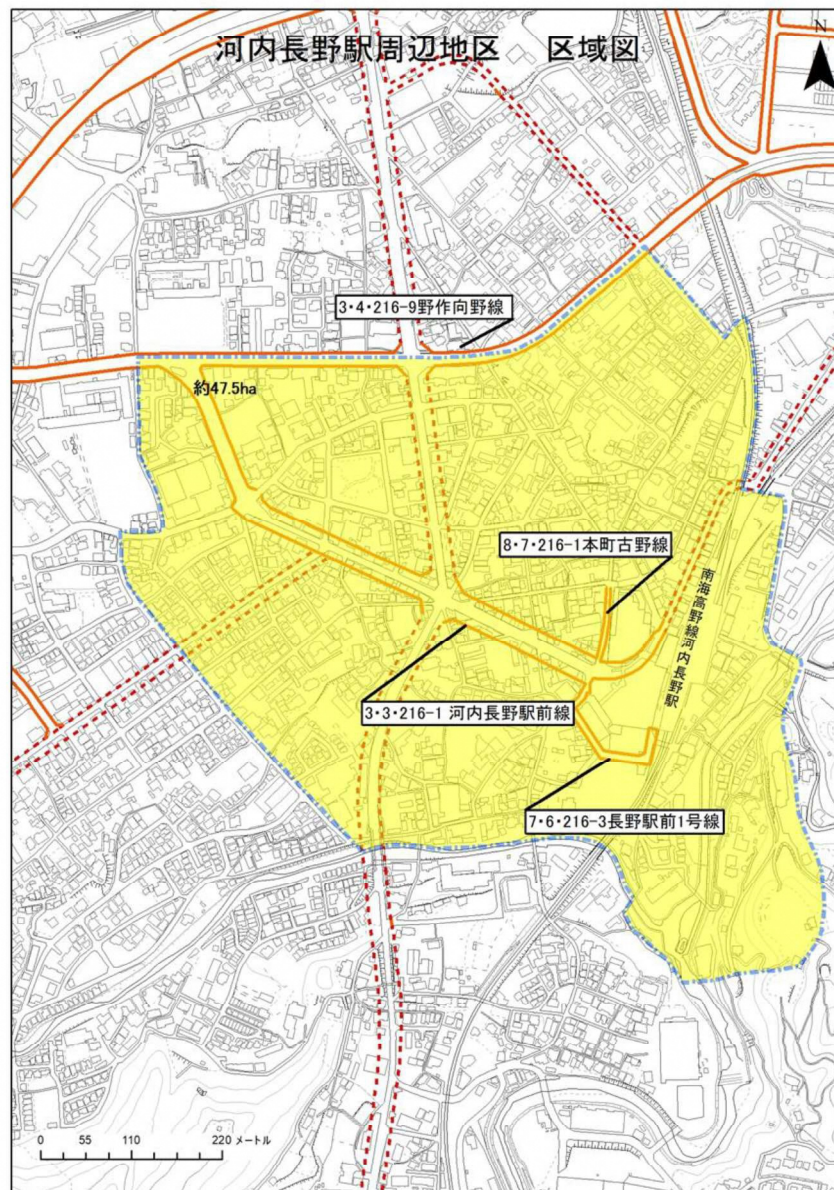 河内長野駅周辺地区　区域図
N
3・4・216-9野作向野線
約47.5ha
8・7・216-1本町古野線
南海高野線河内長野駅
3・3・216-1 河内長野駅前線
7・6・216-3長野駅前1号線
0 55 110 220 メートル